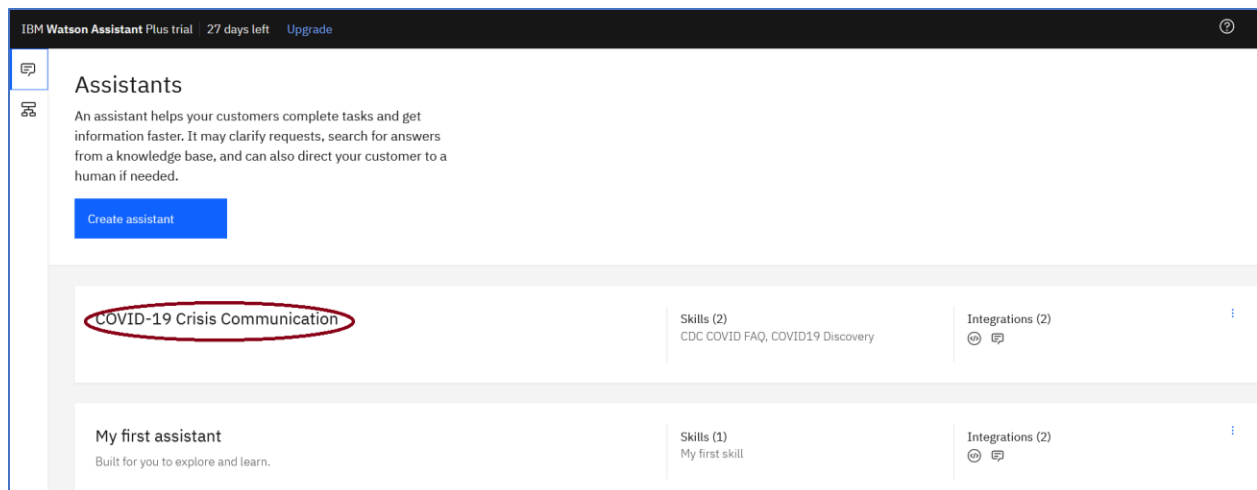 IBM Watson Assistant Plus trial 27 days left Upgrade
Assistants
An assistant helps your customers complete tasks and get
information faster. It may clarify requests, search for answers
from a knowledge base, and can also direct your customer to a
human if needed.
Create assistant
COVID-19 Crisis Communication
Skills (2)
CDC COVID FAQ, COVID19 Discovery
Integrations (2)
My first assistant
Built for you to explore and learn.
Skills (1)
My first skill
Integrations (2)